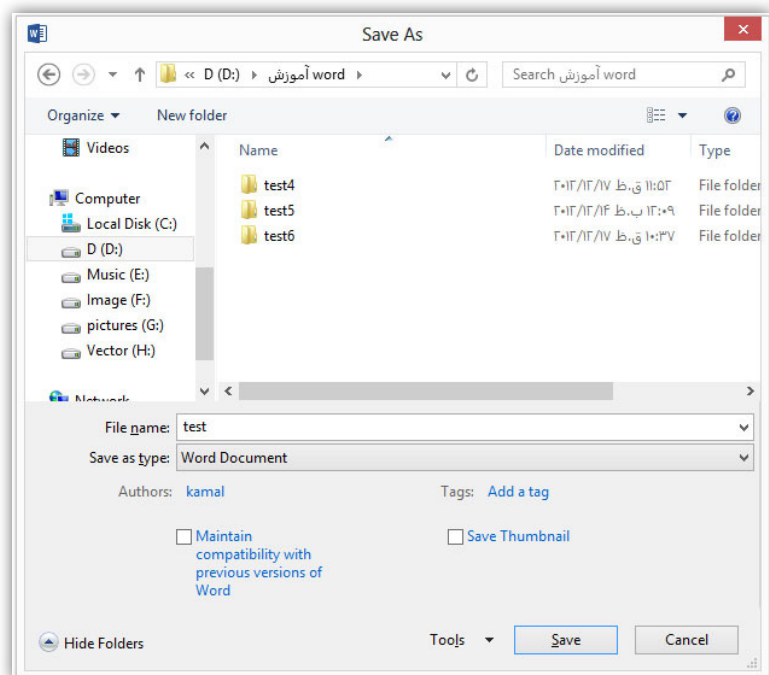 Save As
« D (D:) آموزش word
Search آموزش word
Organize New folder
Videos
Computer
Local Disk (C:)
D (D:)
Music (E:)
Image (F:)
pictures (G:)
Vector (H:)
Network
Name Date modified Type
test4 ۲۰۱۲/۱۲/۱۷ ق.ظ ۱۱:۵۲ File folder
test5 ۲۰۱۲/۱۲/۱۴ ب.ظ ۱۲:۰۹ File folder
test6 ۲۰۱۲/۱۲/۱۷ ق.ظ ۱۰:۳۷ File folder
File name: test
Save as type: Word Document
Authors: kamal Tags: Add a tag
Maintain
compatibility with
previous versions of
Word
Save Thumbnail
Hide Folders Tools Save Cancel